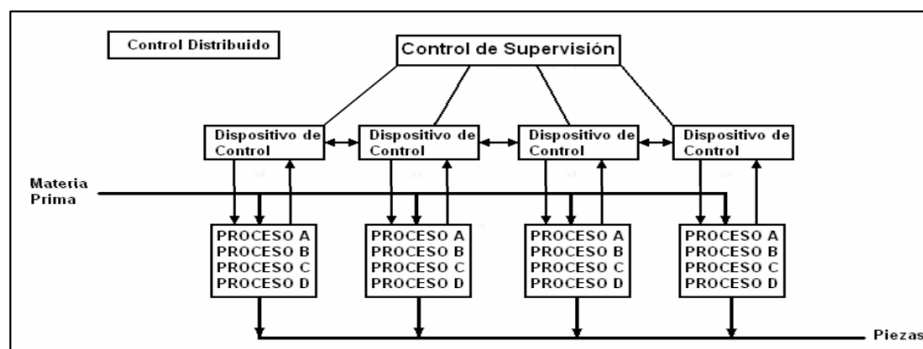 Control Distribuido
Control de Supervisión
Dispositivo de
Control
Dispositivo de
Control
Dispositivo de
Control
Dispositivo de
Control
Materia
Prima
PROCESO A
PROCESO B
PROCESO C
PROCESO D
PROCESO A
PROCESO B
PROCESO C
PROCESO D
PROCESO A
PROCESO B
PROCESO C
PROCESO D
PROCESO A
PROCESO B
PROCESO C
PROCESO D
Piezas